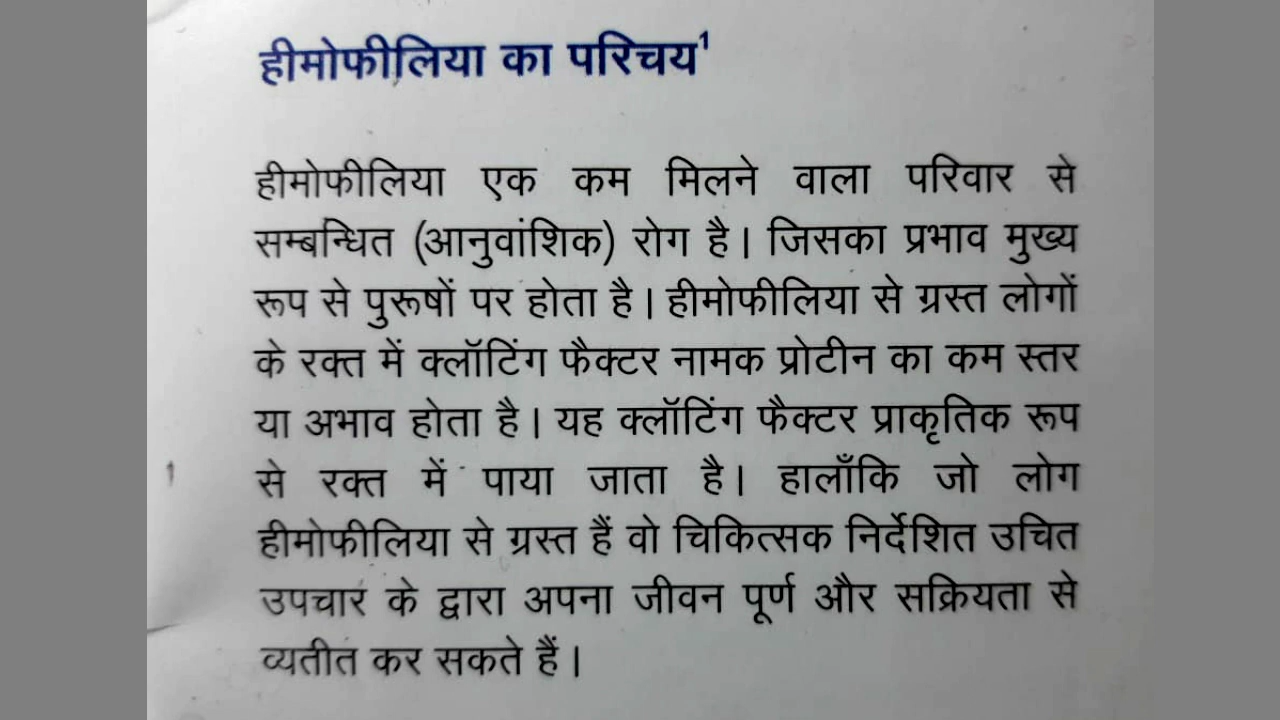 हीमोफीलिया का परिचय¹
हीमोफीलिया एक कम मिलने वाला परिवार से
सम्बन्धित (आनुवांशिक) रोग है। जिसका प्रभाव मुख्य
रूप से पुरूषों पर होता है। हीमोफीलिया से ग्रस्त लोगों
के रक्त में क्लॉटिंग फैक्टर नामक प्रोटीन का कम स्तर
या अभाव होता है। यह क्लॉटिंग फैक्टर प्राकृतिक रूप
से रक्त में पाया जाता है। हालाँकि जो लोग
हीमोफीलिया से ग्रस्त हैं वो चिकित्सक निर्देशित उचित
उपचार के द्वारा अपना जीवन पूर्ण और सक्रियता से
व्यतीत कर सकते हैं।